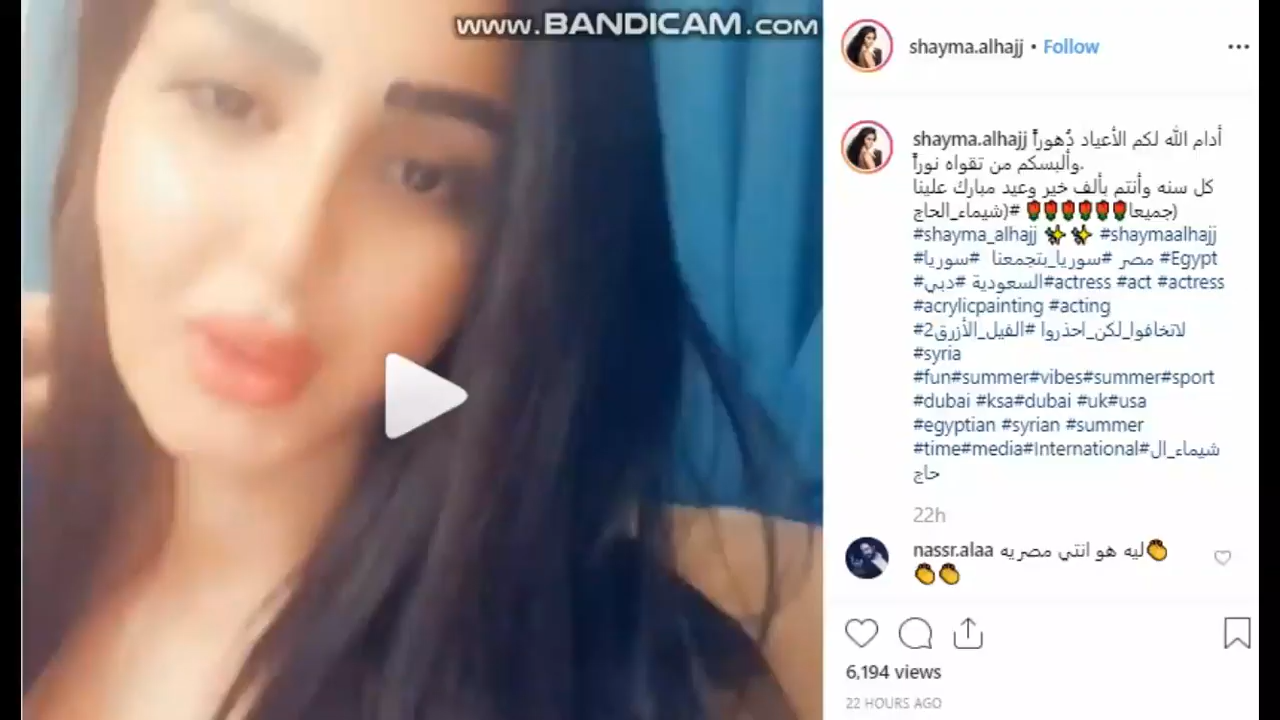 www.BANDICAM.com
shayma.alhajj • Follow
shayma.alhajj أدام الله لكم الأعياد دُهوراً
وألبسكم من تقواه نوراً.
كل سنه وأنتم بألف خير وعيد مبارك علينا
جميعا🌹🌹🌹🌹🌹🌹 #(شيماء_الحاج)
#shayma_alhajj ✨ ✨ #shaymaalhajj
#مصر #سوريا_بتجمعنا #سوريا #Egypt
#السعودية #دبي#actress #act #actress
#acrylicpainting #acting
#لاتخافوا_لكن_احذروا #الفيل_الأزرق2
#syria
#fun#summer#vibes#summer#sport
#dubai #ksa#dubai #uk#usa
#egyptian #syrian #summer
#time#media#International#شيماء_ال
حاج
22h
nassr.alaa ليه هو انتي مصريه👏
👏👏
6,194 views
22 HOURS AGO